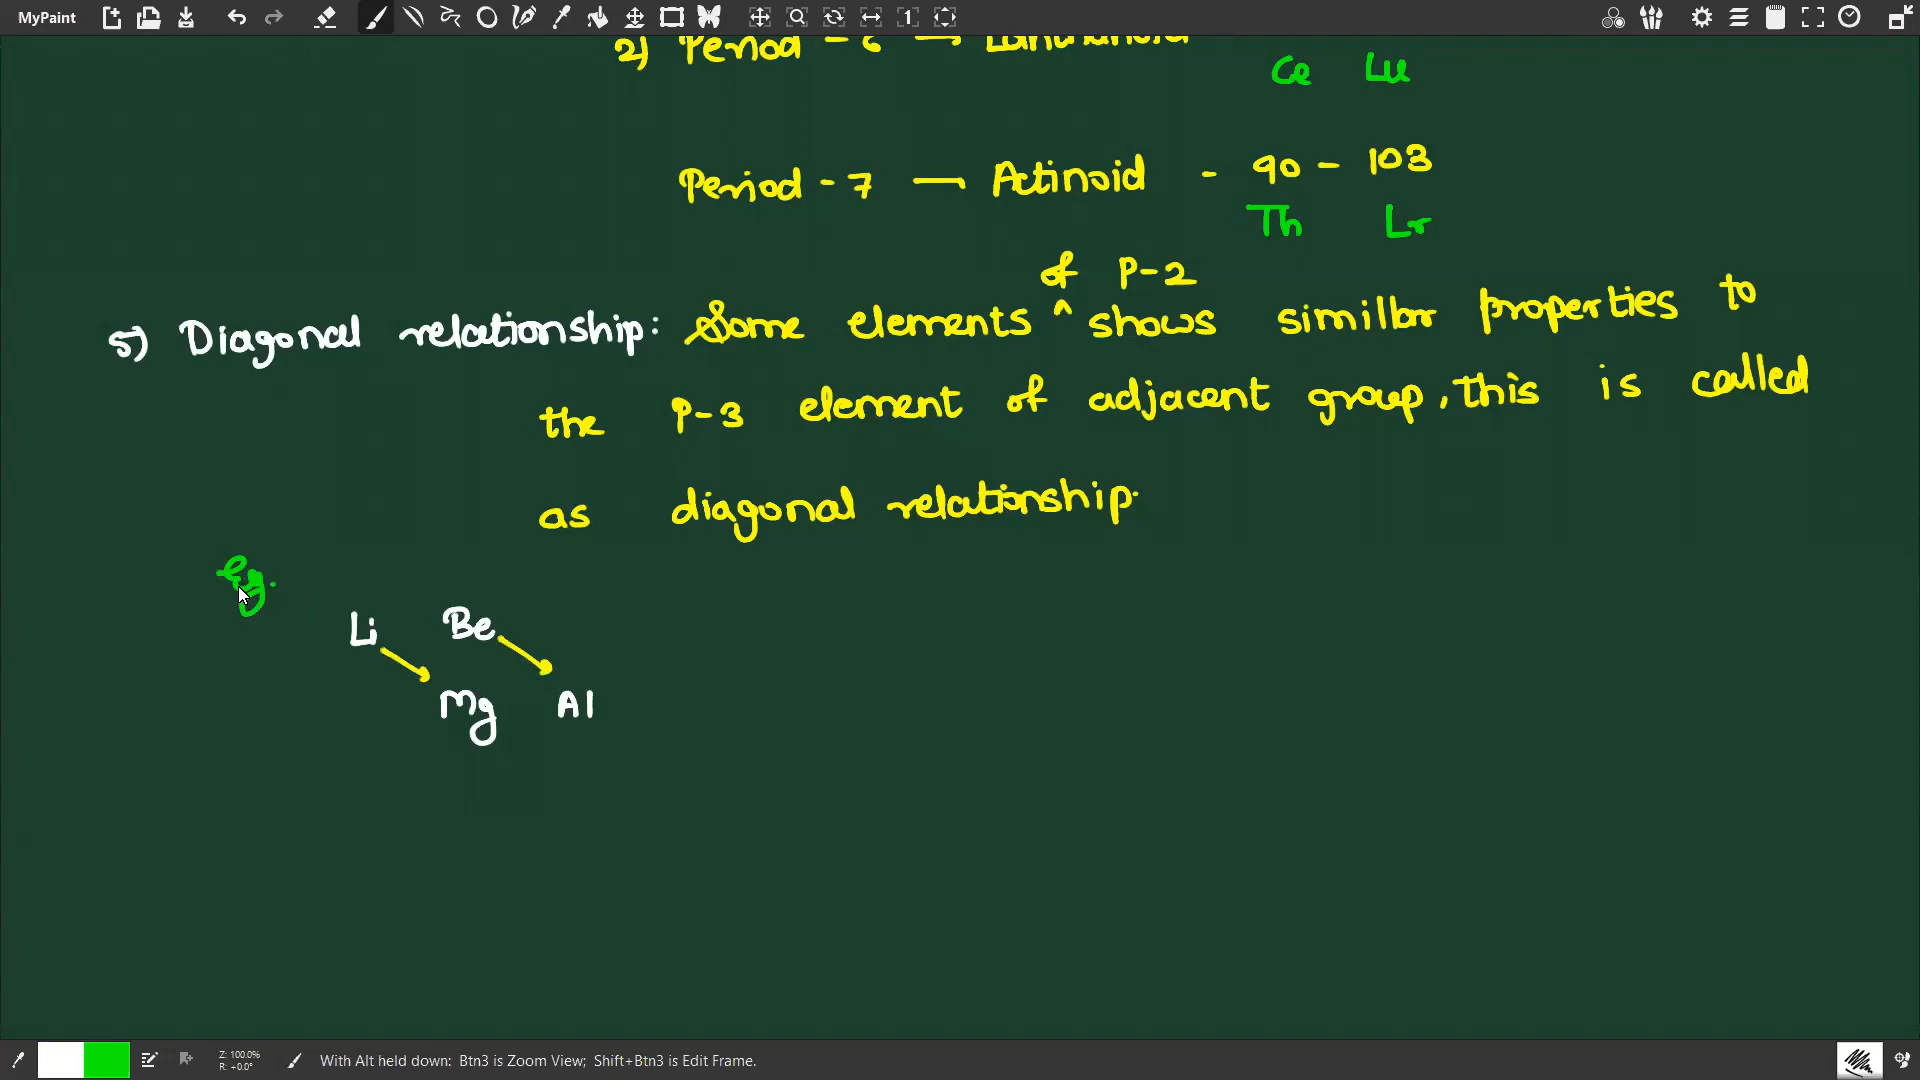 MyPaint
2) Period - 6 — Lanthanoid
Ce Lu
Period - 7 — Actinoid - 90 - 103
Th Lr
of P-2
5) Diagonal relationship: Some elements ^ shows simillar properties to
the P-3 element of adjacent group, this is called
as diagonal relationship.
Eg.
Li Be
Mg Al
Z: 100.0%
R: +0.0°
With Alt held down: Btn3 is Zoom View; Shift+Btn3 is Edit Frame.